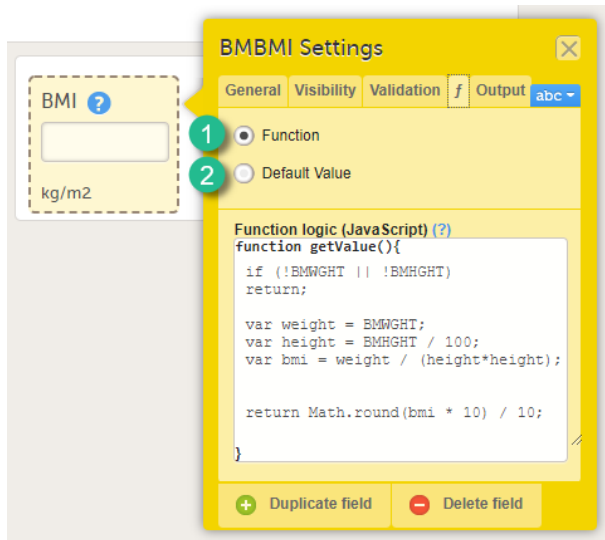 BMI ?
kg/m2
BMBMI Settings
General Visibility Validation f Output abc
1 Function
2 Default Value
Function logic (JavaScript) (?)
function getValue(){
if (!BMWGHT || !BMHGHT)
return;
var weight = BMWGHT;
var height = BMHGHT / 100;
var bmi = weight / (height*height);
return Math.round(bmi * 10) / 10;
}
Duplicate field Delete field